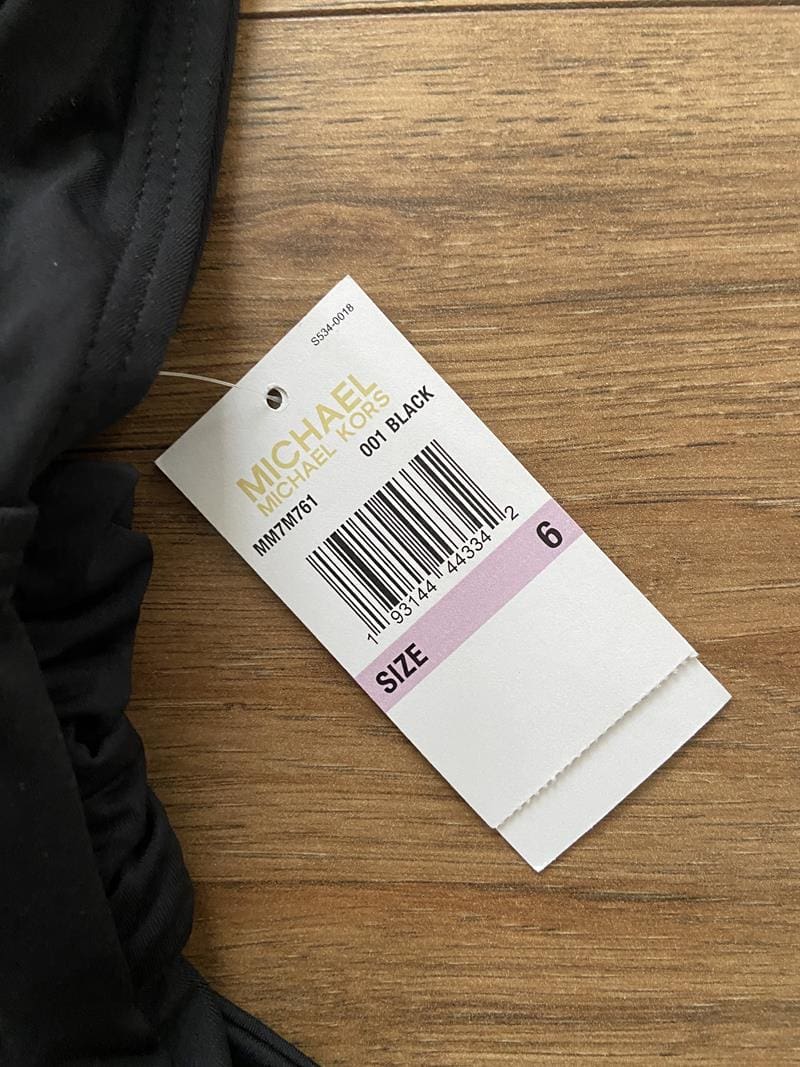 S534-0018
MICHAEL
MICHAEL KORS
MM7M761 001 BLACK
1 93144 44334 2
SIZE 6